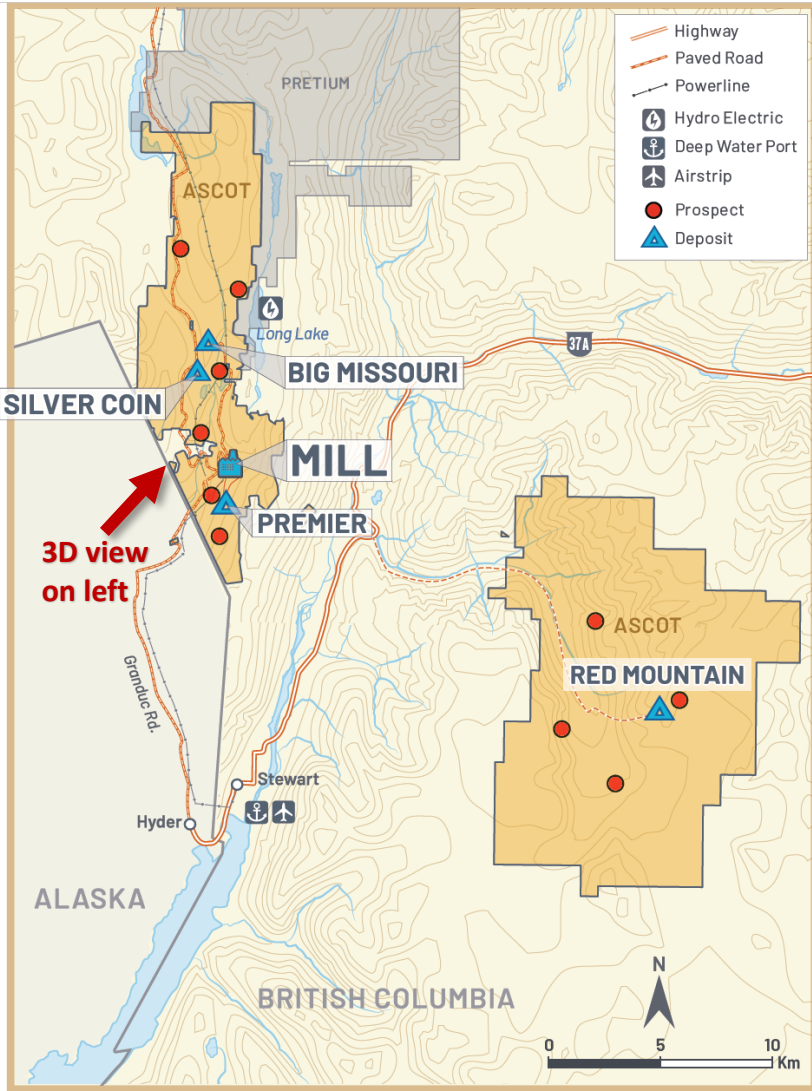 Highway
Paved Road
Powerline
Hydro Electric
Deep Water Port
Airstrip
Prospect
Deposit
PRETIUM
ASCOT
Long Lake
37A
BIG MISSOURI
SILVER COIN
MILL
PREMIER
3D view
on left
ASCOT
RED MOUNTAIN
Granduc Rd.
Stewart
Hyder
ALASKA
BRITISH COLUMBIA
N
0 5 10
Km